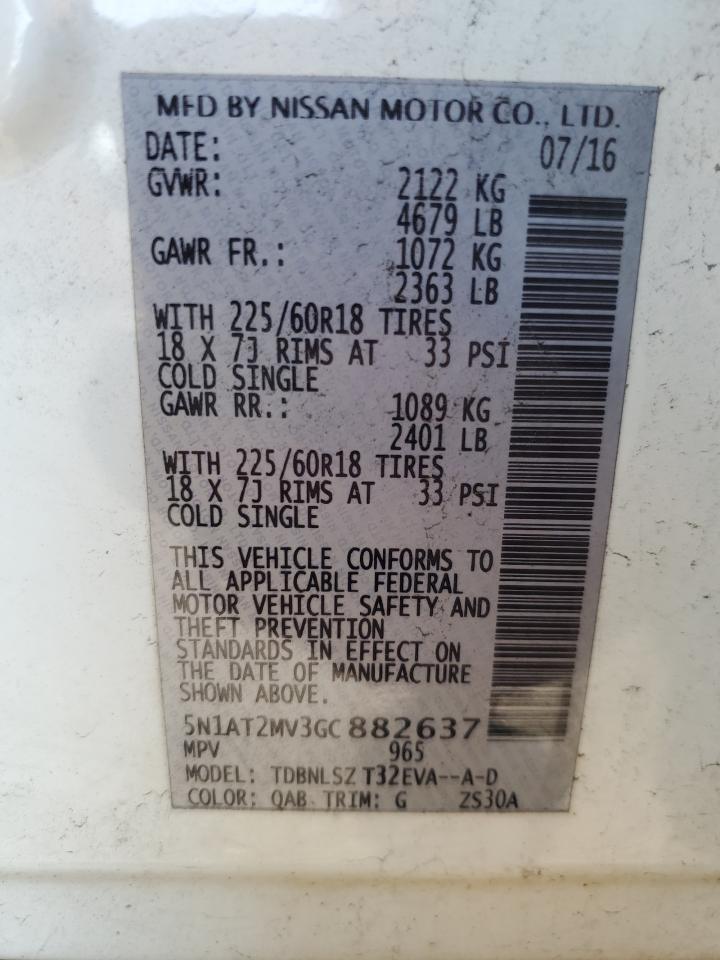 MFD BY NISSAN MOTOR CO., LTD.
DATE: 07/16
GVWR: 2122 KG
4679 LB
GAWR FR.: 1072 KG
2363 LB
WITH 225/60R18 TIRES
18 X 7J RIMS AT 33 PSI
COLD SINGLE
GAWR RR.: 1089 KG
2401 LB
WITH 225/60R18 TIRES
18 X 7J RIMS AT 33 PSI
COLD SINGLE
THIS VEHICLE CONFORMS TO
ALL APPLICABLE FEDERAL
MOTOR VEHICLE SAFETY AND
THEFT PREVENTION
STANDARDS IN EFFECT ON
THE DATE OF MANUFACTURE
SHOWN ABOVE.
5N1AT2MV3GC882637
MPV 965
MODEL: TDBNLSZ T32EVA--A-D
COLOR: QAB TRIM: G ZS30A